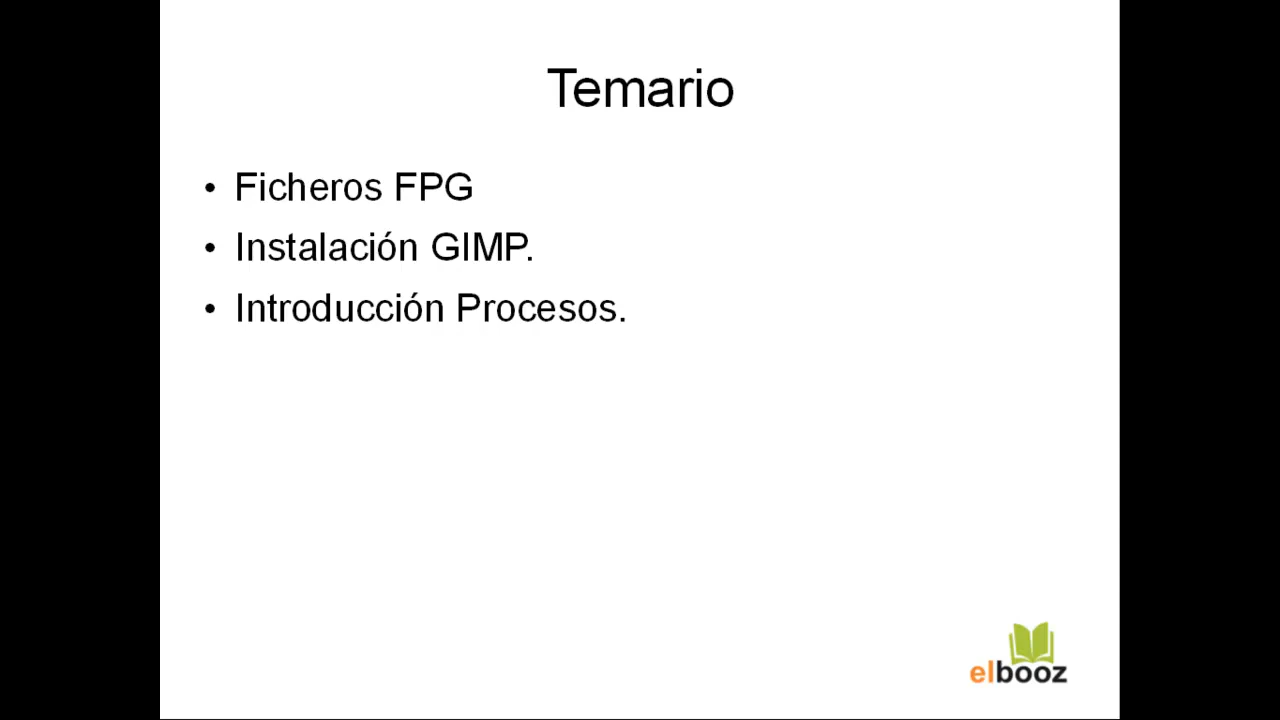 Temario
• Ficheros FPG
• Instalación GIMP.
• Introducción Procesos.
elbooz